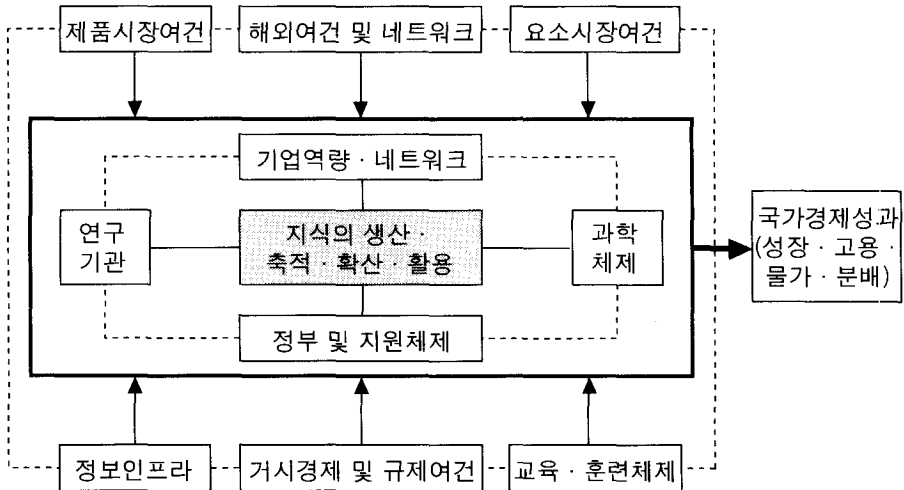 제품시장여건
해외여건 및 네트워크
요소시장여건
기업역량 · 네트워크
연구
기관
지식의 생산 ·
축적 · 확산 · 활용
과학
체제
국가경제성과
(성장 · 고용 ·
물가 · 분배)
정부 및 지원체제
정보인프라
거시경제 및 규제여건
교육 · 훈련체제